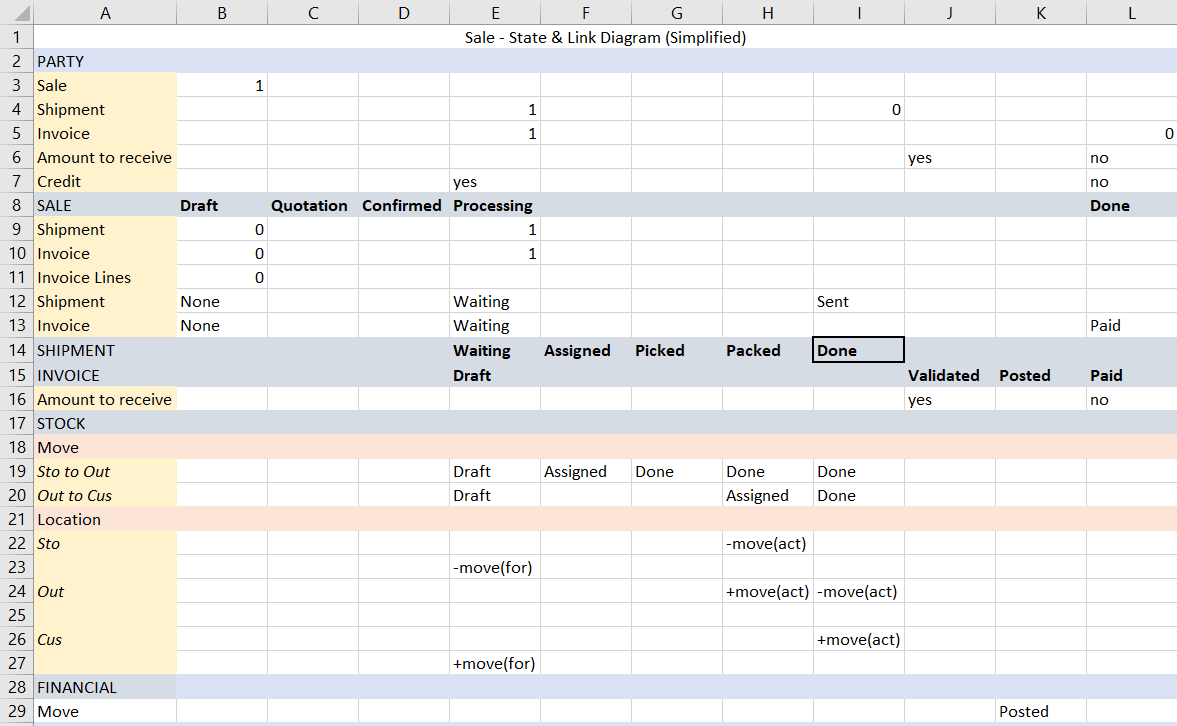 A B C D E F G H I J K L
1 Sale - State & Link Diagram (Simplified)
2 PARTY
3 Sale 1
4 Shipment 1 0
5 Invoice 1 0
6 Amount to receive yes no
7 Credit yes no
8 SALE Draft Quotation Confirmed Processing Done
9 Shipment 0 1
10 Invoice 0 1
11 Invoice Lines 0
12 Shipment None Waiting Sent
13 Invoice None Waiting Paid
14 SHIPMENT Waiting Assigned Picked Packed Done
15 INVOICE Draft Validated Posted Paid
16 Amount to receive yes no
17 STOCK
18 Move
19 Sto to Out Draft Assigned Done Done Done
20 Out to Cus Draft Assigned Done
21 Location
22 Sto -move(act)
23 -move(for)
24 Out +move(act) -move(act)
25
26 Cus +move(act)
27 +move(for)
28 FINANCIAL
29 Move Posted